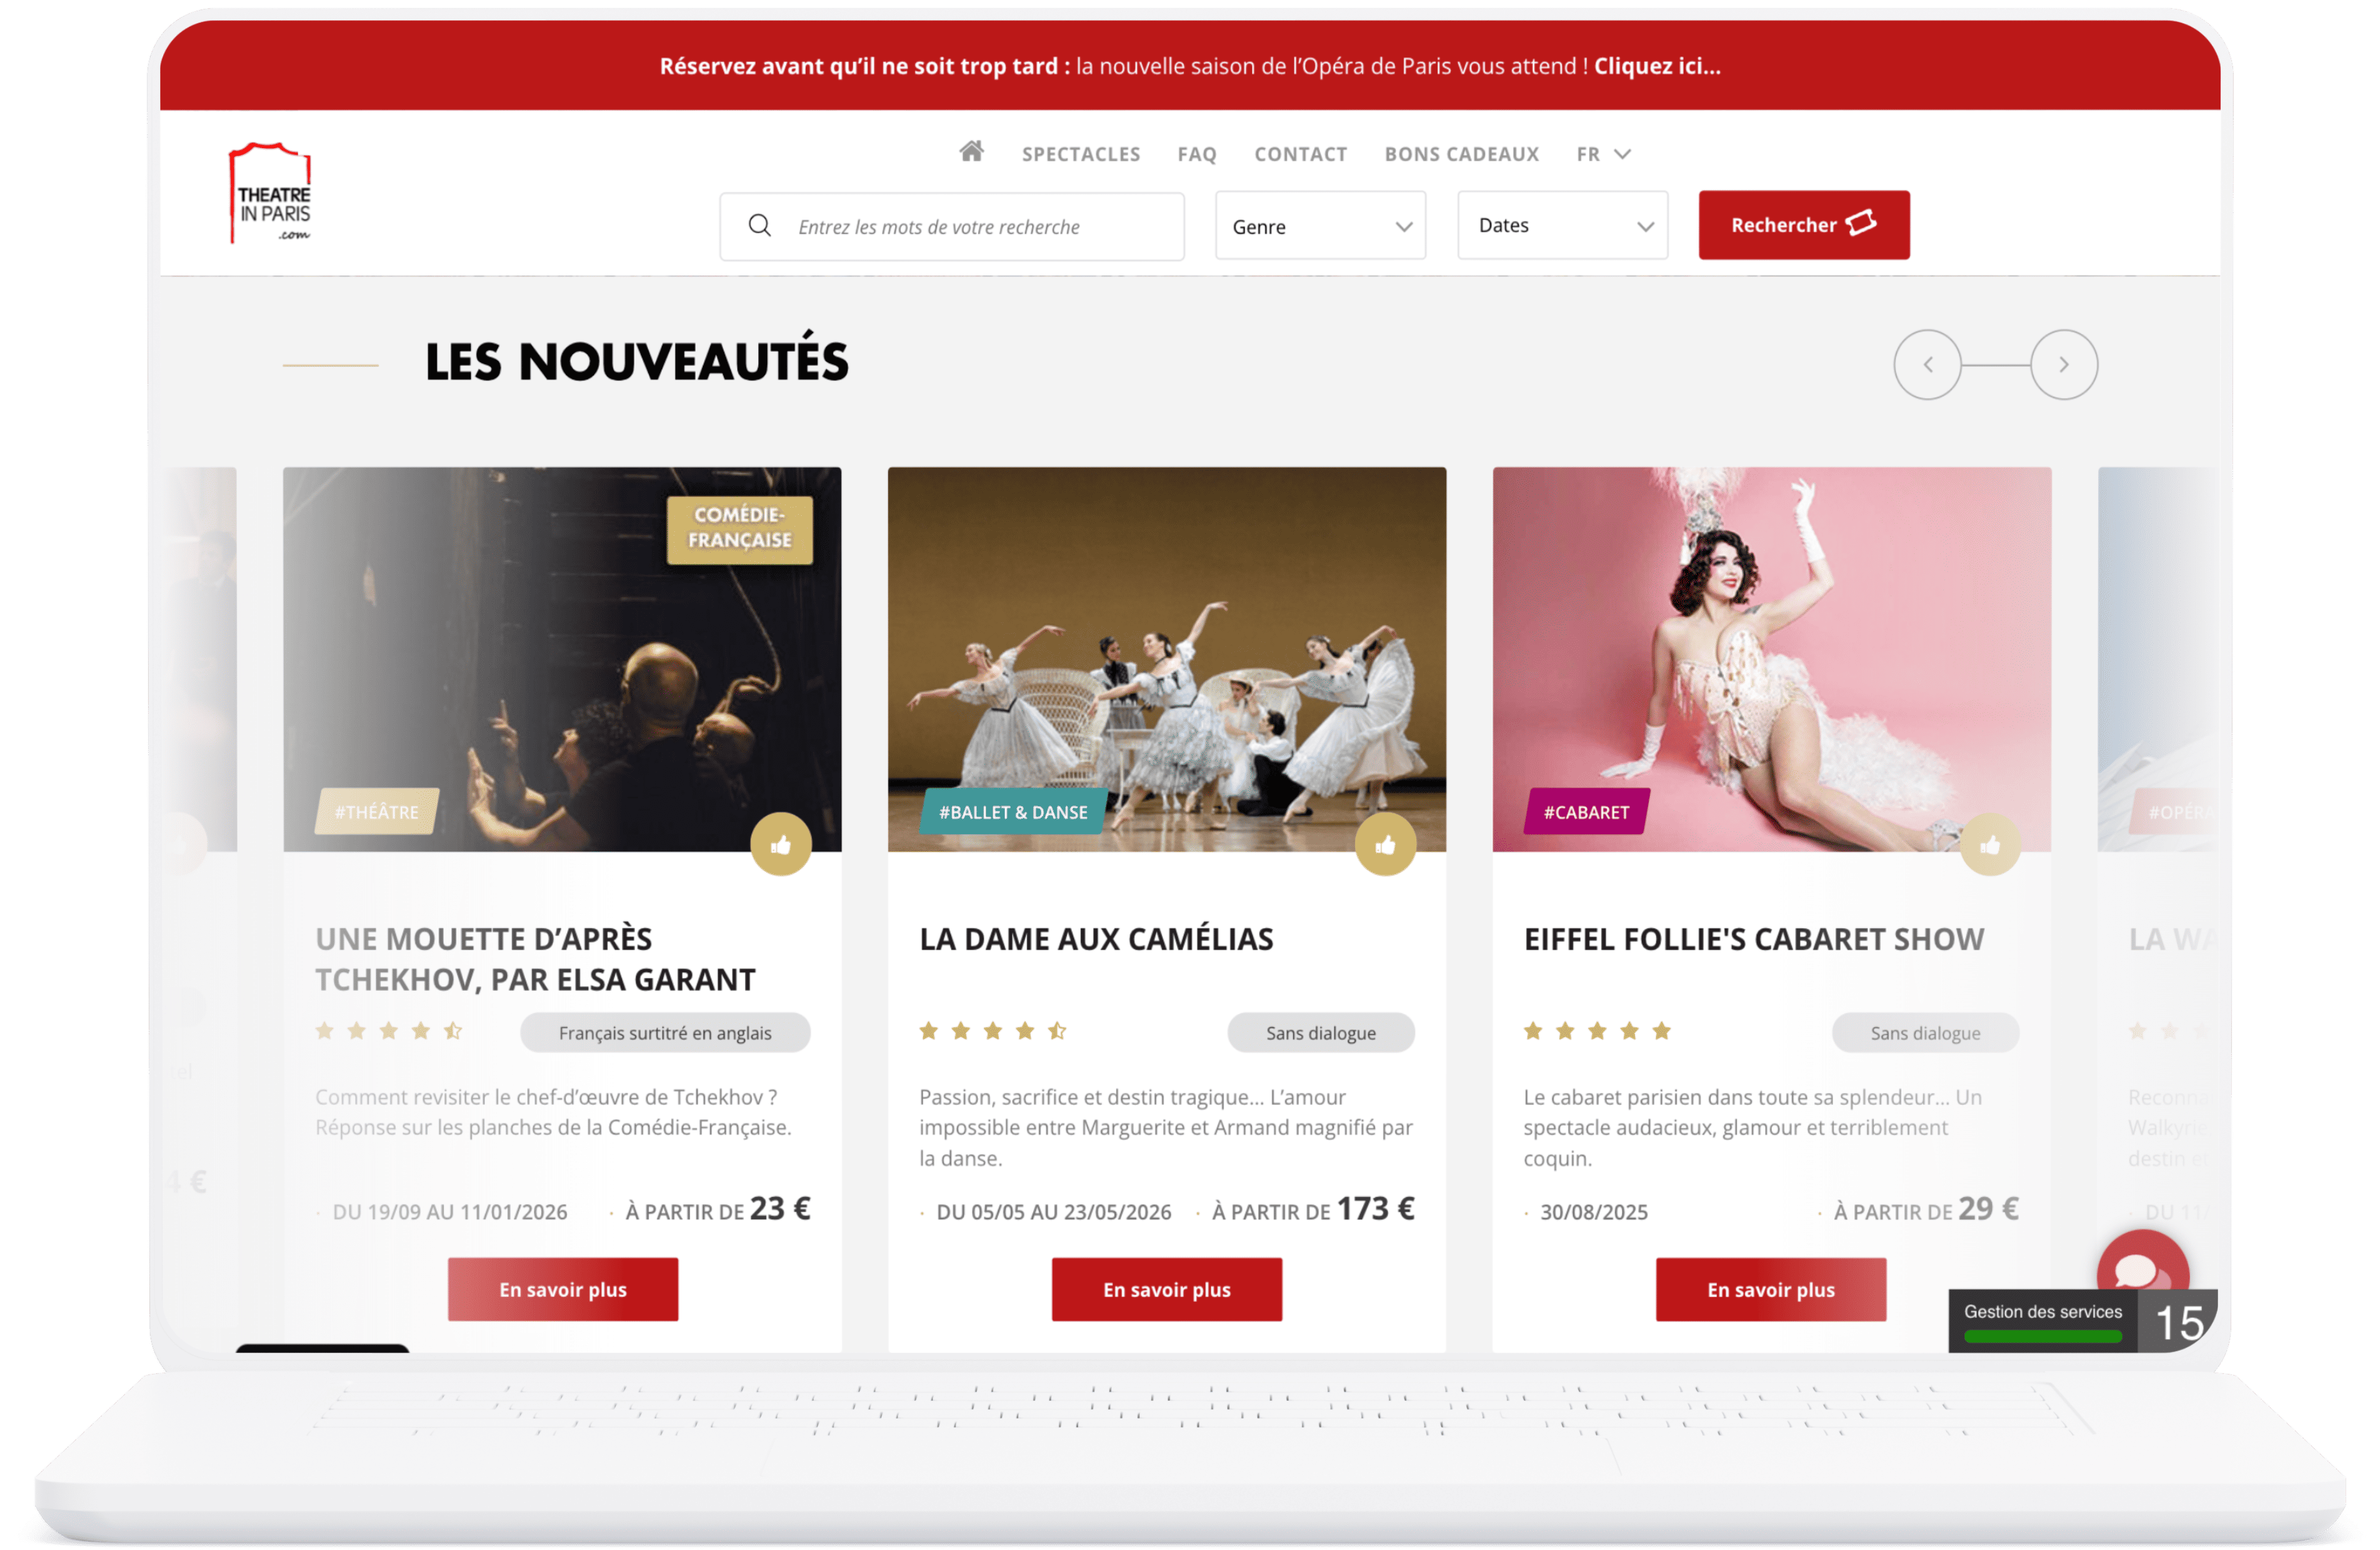 Réservez avant qu’il ne soit trop tard : la nouvelle saison de l’Opéra de Paris vous attend ! Cliquez ici...
THEATRE
IN PARIS
.com
SPECTACLES FAQ CONTACT BONS CADEAUX FR
Entrez les mots de votre recherche
Genre
Dates
Rechercher
LES NOUVEAUTÉS
COMÉDIE-
FRANÇAISE
#THÉÂTRE
UNE MOUETTE D’APRÈS
TCHEKHOV, PAR ELSA GARANT
Français surtitré en anglais
Comment revisiter le chef-d’œuvre de Tchekhov ?
Réponse sur les planches de la Comédie-Française.
DU 19/09 AU 11/01/2026
À PARTIR DE 23 €
En savoir plus
#BALLET & DANSE
LA DAME AUX CAMÉLIAS
Sans dialogue
Passion, sacrifice et destin tragique... L’amour
impossible entre Marguerite et Armand magnifié par
la danse.
DU 05/05 AU 23/05/2026
À PARTIR DE 173 €
En savoir plus
#CABARET
EIFFEL FOLLIE'S CABARET SHOW
Sans dialogue
Le cabaret parisien dans toute sa splendeur... Un
spectacle audacieux, glamour et terriblement
coquin.
30/08/2025
À PARTIR DE 29 €
En savoir plus
#OPÉRA
LA
destin
DU
Gestion des services
15